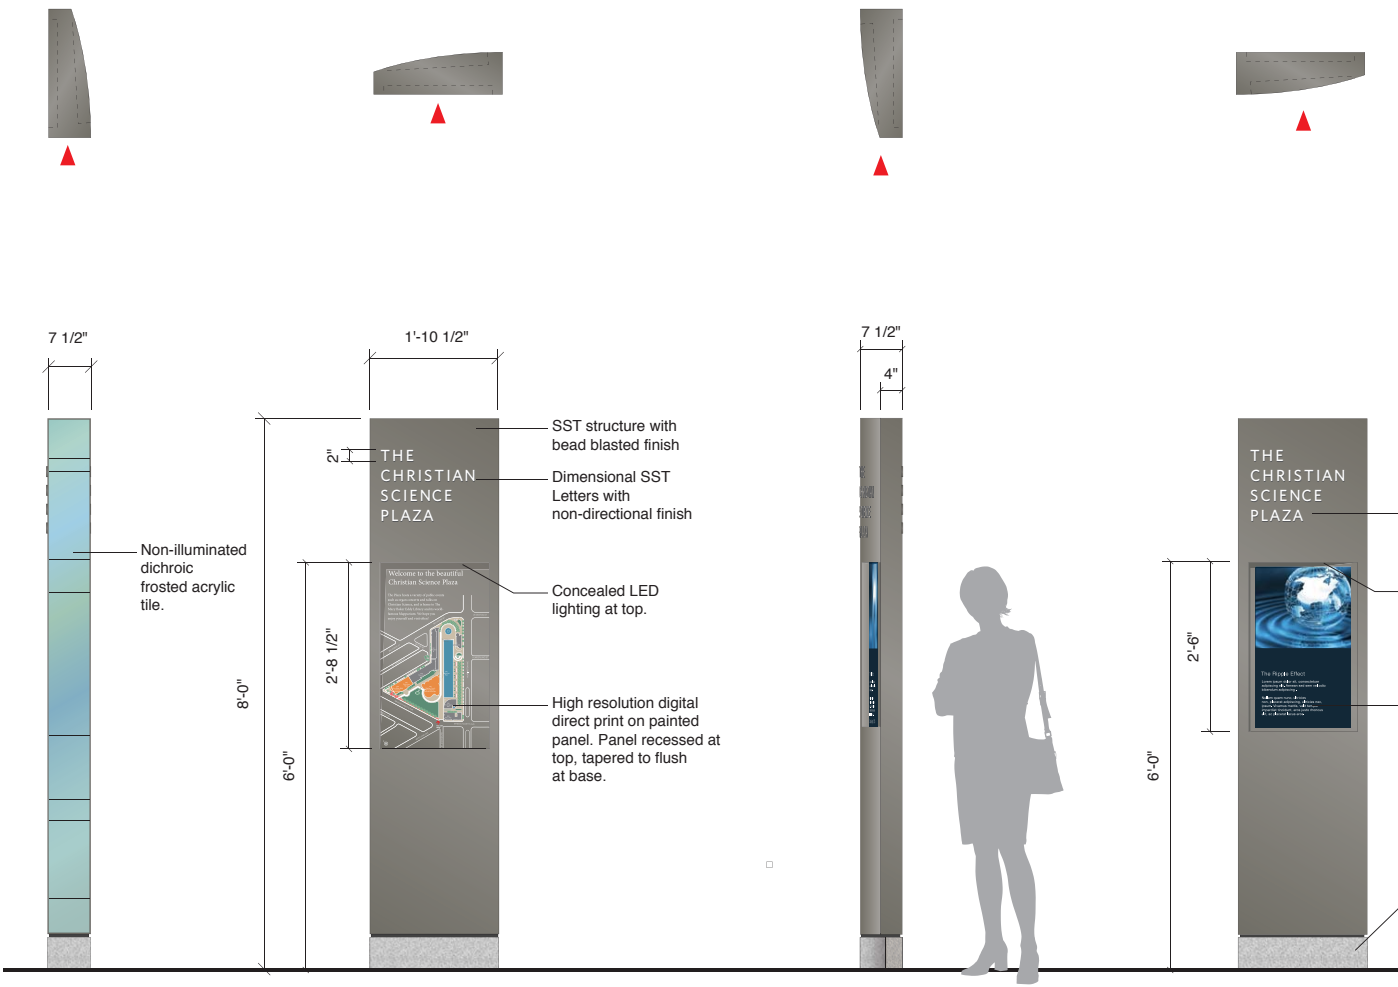 7 1/2"
1'-10 1/2"
7 1/2"
4"
SST structure with
bead blasted finish
2"
THE
CHRISTIAN
SCIENCE
PLAZA
Dimensional SST
Letters with
non-directional finish
THE
CHRISTIAN
SCIENCE
PLAZA
Non-illuminated
dichroic
frosted acrylic
tile.
Welcome to the beautiful
Christian Science Plaza
Concealed LED
lighting at top.
2'-8 1/2"
8'-0"
6'-0"
High resolution digital
direct print on painted
panel. Panel recessed at
top, tapered to flush
at base.
2'-6"
6'-0"
The Ripple Effect